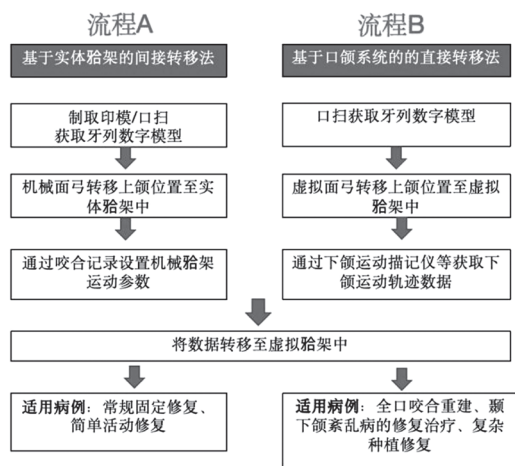 流程A
流程B
基于实体𬌗架的间接转移法
基于口颌系统的的直接转移法
制取印模/口扫
获取牙列数字模型
口扫获取牙列数字模型
机械面弓转移上颌位置至实
体𬌗架中
虚拟面弓转移上颌位置至虚拟
𬌗架中
通过咬合记录设置机械𬌗架
运动参数
通过下颌运动描记仪等获取下
颌运动轨迹数据
将数据转移至虚拟𬌗架中
适用病例：常规固定修复、
简单活动修复
适用病例：全口咬合重建、颞
下颌紊乱病的修复治疗、复杂
种植修复